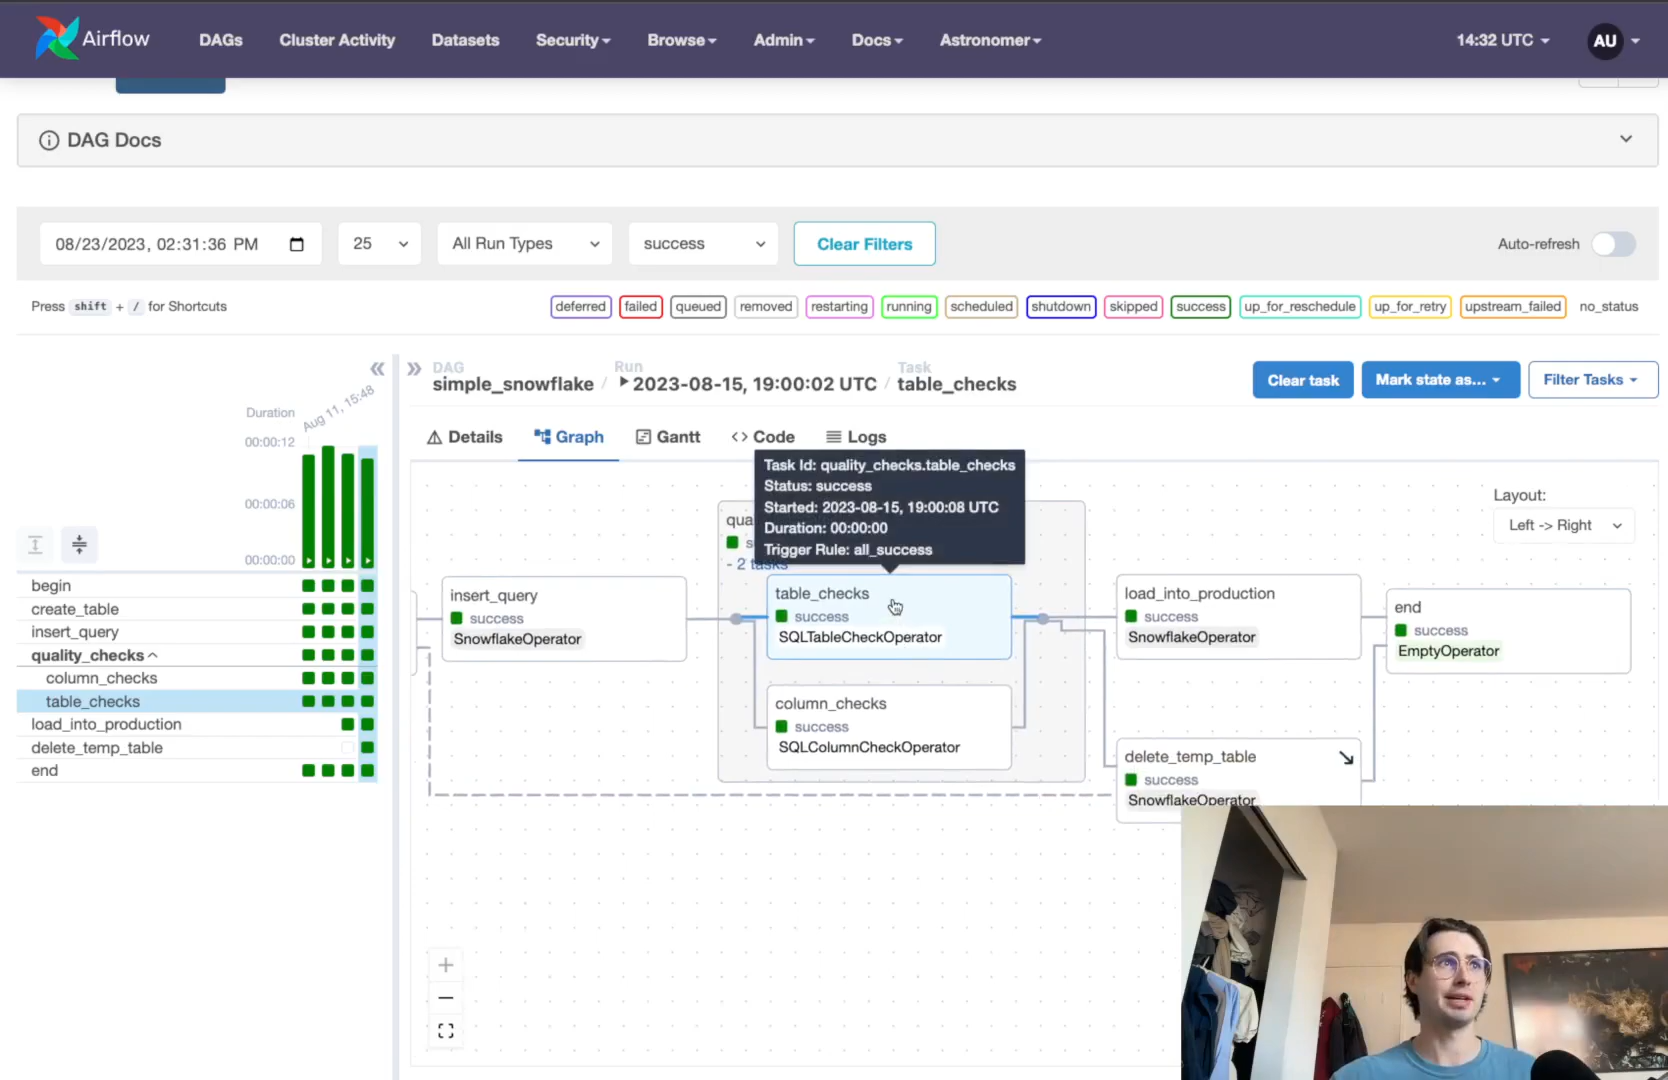 Airflow
DAGs
Cluster Activity
Datasets
Security
Browse
Admin
Docs
Astronomer
14:32 UTC
AU
DAG Docs
08/23/2023, 02:31:36 PM
25
All Run Types
success
Clear Filters
Auto-refresh
Press shift + / for Shortcuts
deferred
failed
queued
removed
restarting
running
scheduled
shutdown
skipped
success
up_for_reschedule
up_for_retry
upstream_failed
no_status
Duration
Aug 11, 15:48
00:00:12
00:00:06
00:00:00
begin
create_table
insert_query
quality_checks
column_checks
table_checks
load_into_production
delete_temp_table
end
DAG
simple_snowflake
/
Run
2023-08-15, 19:00:02 UTC
/
Task
table_checks
Clear task
Mark state as...
Filter Tasks
Details
Graph
Gantt
Code
Logs
Task Id: quality_checks.table_checks
Status: success
Started: 2023-08-15, 19:00:08 UTC
Duration: 00:00:00
Trigger Rule: all_success
Layout:
Left -> Right
insert_query
success
SnowflakeOperator
- 2 tasks
table_checks
success
SQLTableCheckOperator
column_checks
success
SQLColumnCheckOperator
load_into_production
success
SnowflakeOperator
delete_temp_table
success
SnowflakeOperator
end
success
EmptyOperator